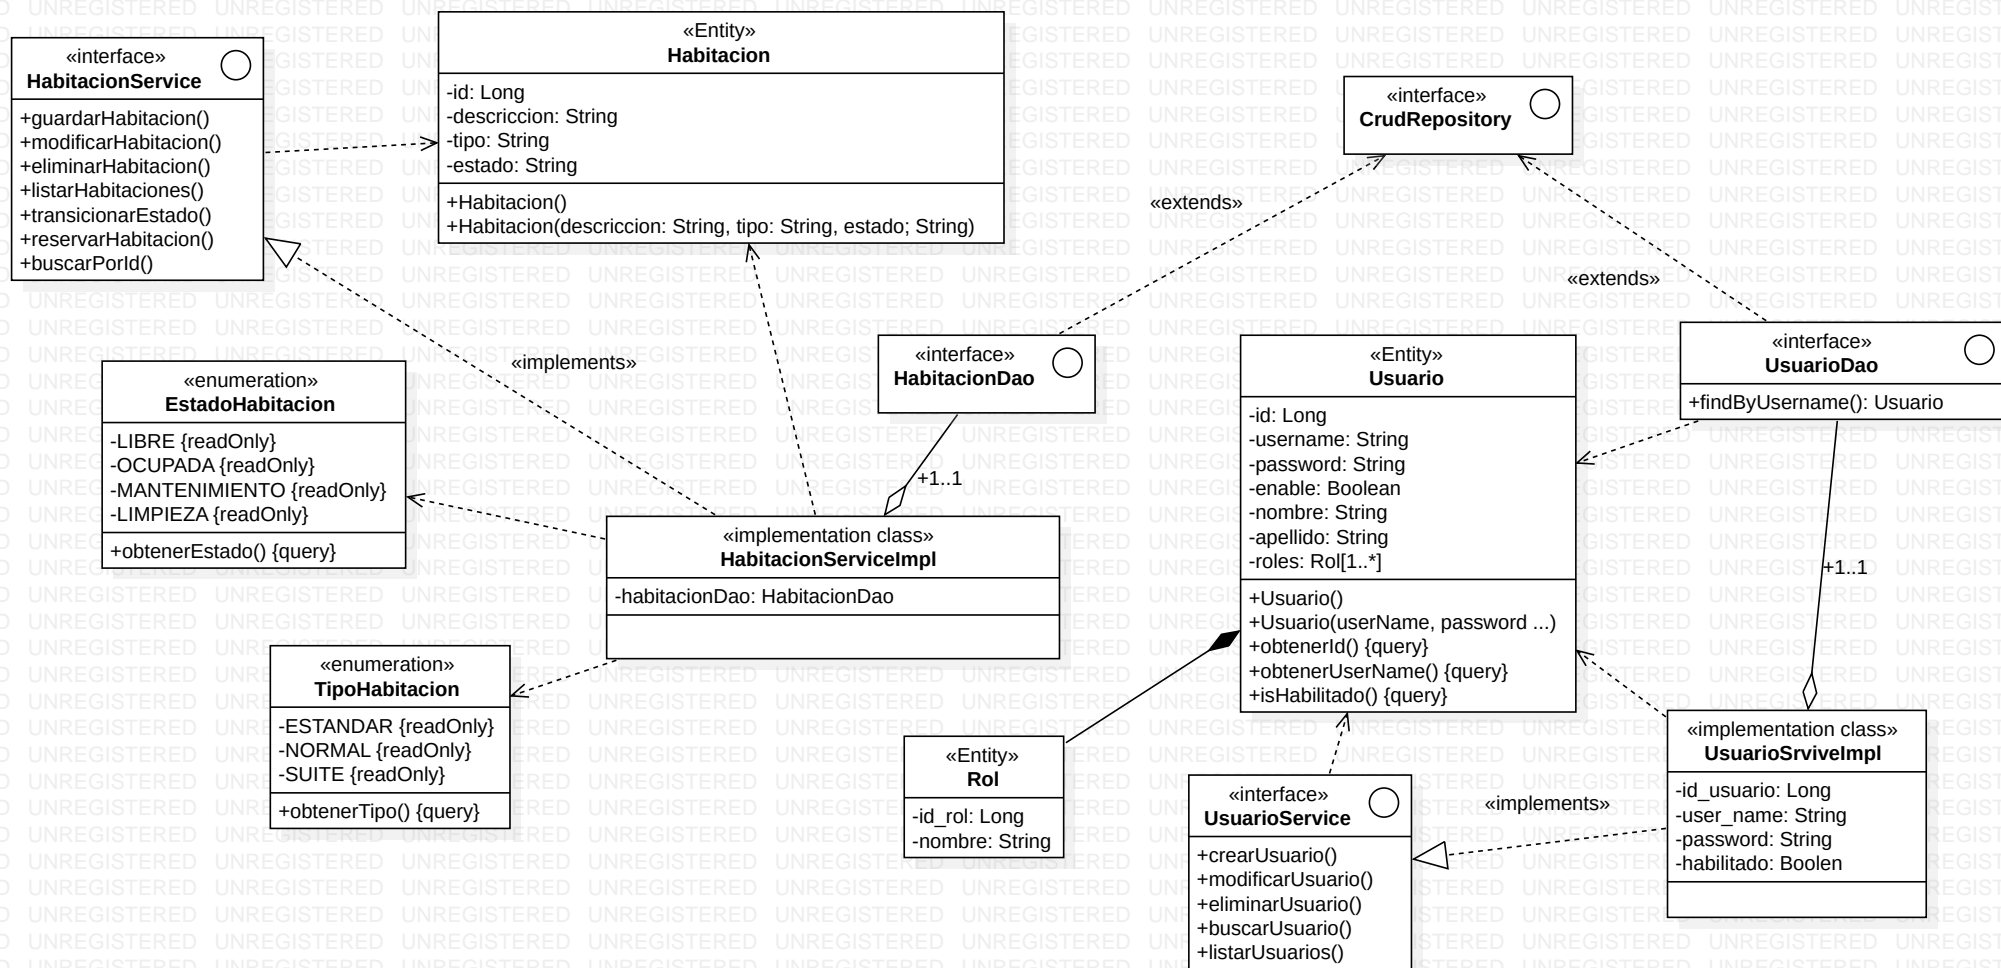 «interface»
HabitacionService
+guardarHabitacion()
+modificarHabitacion()
+eliminarHabitacion()
+listarHabitaciones()
+transicionarEstado()
+reservarHabitacion()
+buscarPorId()
«Entity»
Habitacion
-id: Long
-descriccion: String
-tipo: String
-estado: String
+Habitacion()
+Habitacion(descriccion: String, tipo: String, estado; String)
«interface»
CrudRepository
«extends»
«extends»
«implements»
«interface»
HabitacionDao
+1..1
«enumeration»
EstadoHabitacion
-LIBRE {readOnly}
-OCUPADA {readOnly}
-MANTENIMIENTO {readOnly}
-LIMPIEZA {readOnly}
+obtenerEstado() {query}
«implementation class»
HabitacionServiceImpl
-habitacionDao: HabitacionDao
«enumeration»
TipoHabitacion
-ESTANDAR {readOnly}
-NORMAL {readOnly}
-SUITE {readOnly}
+obtenerTipo() {query}
«Entity»
Usuario
-id: Long
-username: String
-password: String
-enable: Boolean
-nombre: String
-apellido: String
-roles: Rol[1..*]
+Usuario()
+Usuario(userName, password ...)
+obtenerId() {query}
+obtenerUserName() {query}
+isHabilitado() {query}
«interface»
UsuarioDao
+findByUsername(): Usuario
+1..1
«Entity»
Rol
-id_rol: Long
-nombre: String
«interface»
UsuarioService
+crearUsuario()
+modificarUsuario()
+eliminarUsuario()
+buscarUsuario()
+listarUsuarios()
«implements»
«implementation class»
UsuarioSrviveImpl
-id_usuario: Long
-user_name: String
-password: String
-habilitado: Boolen
UNREGISTERED